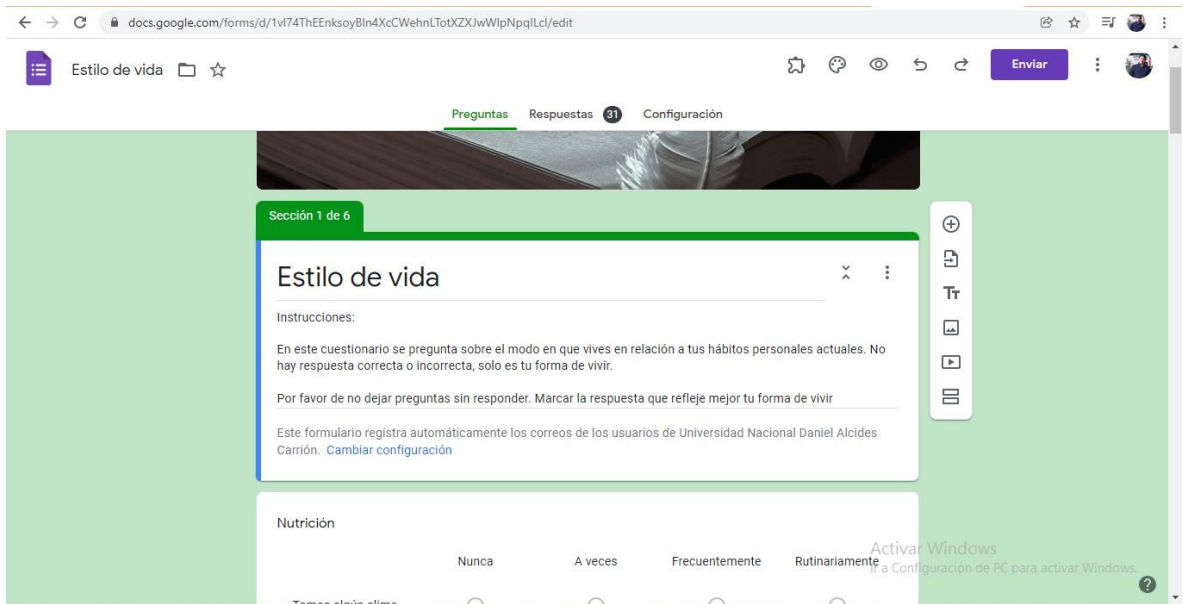 docs.google.com/forms/d/1vI74ThEEnksoyBIn4XcCWehnLTotXZXJwWIpNpqILcI/edit
Estilo de vida
Enviar
Preguntas Respuestas 31 Configuración
Sección 1 de 6
Estilo de vida
Instrucciones:
En este cuestionario se pregunta sobre el modo en que vives en relación a tus hábitos personales actuales. No
hay respuesta correcta o incorrecta, solo es tu forma de vivir.
Por favor de no dejar preguntas sin responder. Marcar la respuesta que refleje mejor tu forma de vivir
Este formulario registra automáticamente los correos de los usuarios de Universidad Nacional Daniel Alcides
Carrión. Cambiar configuración
Tт
Nutrición
Nunca A veces Frecuentemente Rutinariamente
Activar Windows
Ir a Configuración de PC para activar Windows.
Tomas algún